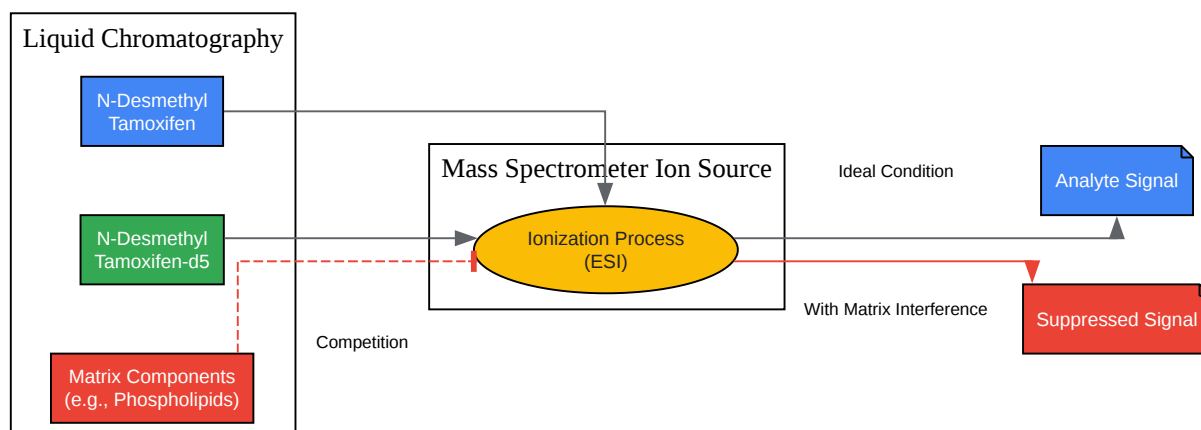 Liquid Chromatography
N-Desmethyl
Tamoxifen
N-Desmethyl
Tamoxifen-d5
Matrix Components
(e.g., Phospholipids)
Competition
Mass Spectrometer Ion Source
Ionization Process
(ESI)
Ideal Condition
With Matrix Interference
Analyte Signal
Suppressed Signal